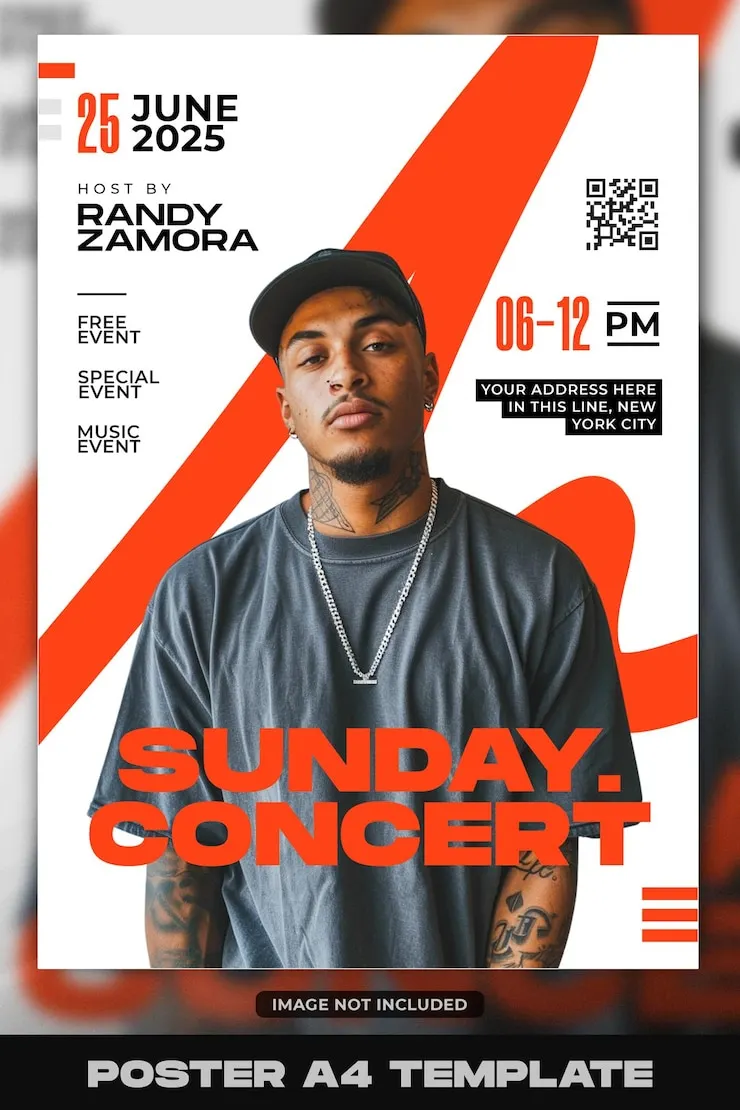 25 JUNE
2025
HOST BY
RANDY
ZAMORA
FREE
EVENT
SPECIAL
EVENT
MUSIC
EVENT
06-12 PM
YOUR ADDRESS HERE
IN THIS LINE, NEW
YORK CITY
SUNDAY.
CONCERT
IMAGE NOT INCLUDED
POSTER A4 TEMPLATE